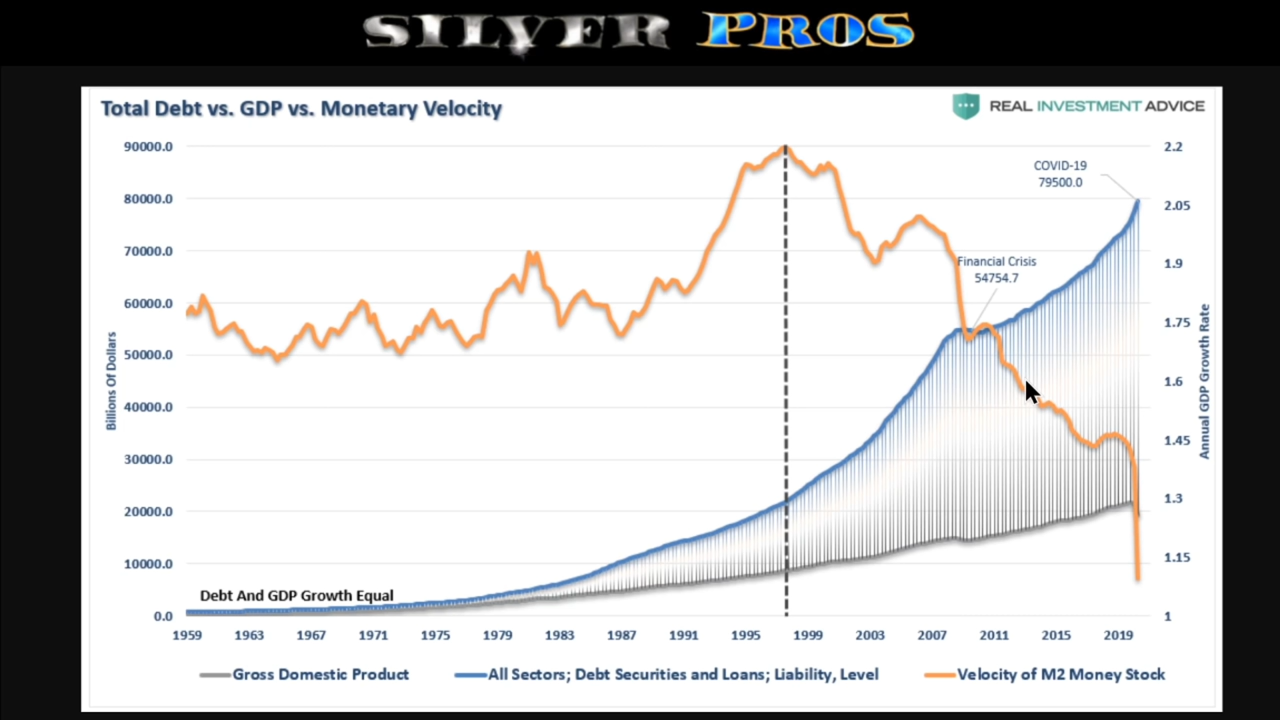 SILVER PROS
Total Debt vs. GDP vs. Monetary Velocity
REAL INVESTMENT ADVICE
90000.0
80000.0
70000.0
60000.0
50000.0
40000.0
30000.0
20000.0
10000.0
0.0
Billions Of Dollars
2.2
2.05
1.9
1.75
1.6
1.45
1.3
1.15
1
Annual GDP Growth Rate
COVID-19
79500.0
Financial Crisis
54754.7
Debt And GDP Growth Equal
1959 1963 1967 1971 1975 1979 1983 1987 1991 1995 1999 2003 2007 2011 2015 2019
Gross Domestic Product All Sectors; Debt Securities and Loans; Liability, Level Velocity of M2 Money Stock